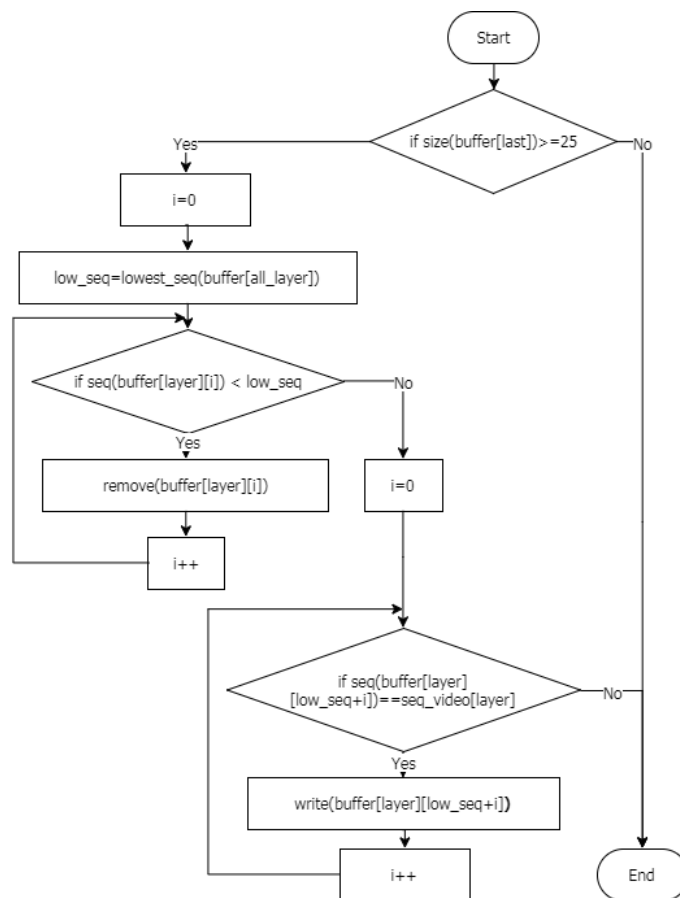 Start
if size(buffer[last])>=25
Yes
No
i=0
low_seq=lowest_seq(buffer[all_layer])
if seq(buffer[layer][i]) < low_seq
No
Yes
remove(buffer[layer][i])
i=0
i++
if seq(buffer[layer]
[low_seq+i])==seq_video[layer]
No
Yes
write(buffer[layer][low_seq+i])
i++
End